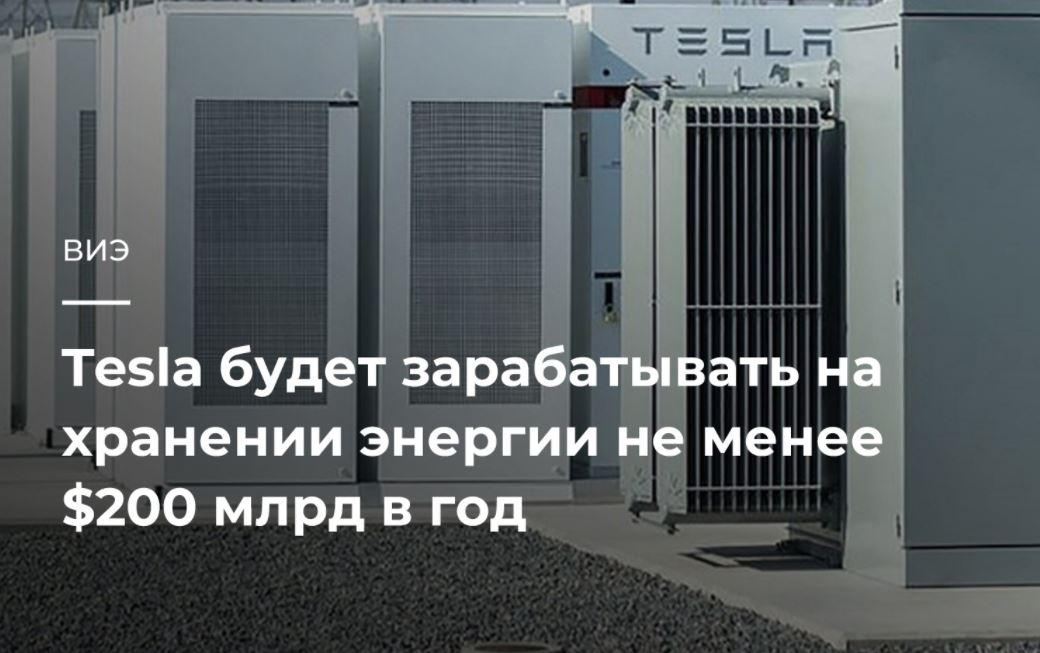 TESLA
ВИЭ
Tesla будет зарабатывать на
хранении энергии не менее
$200 млрд в год